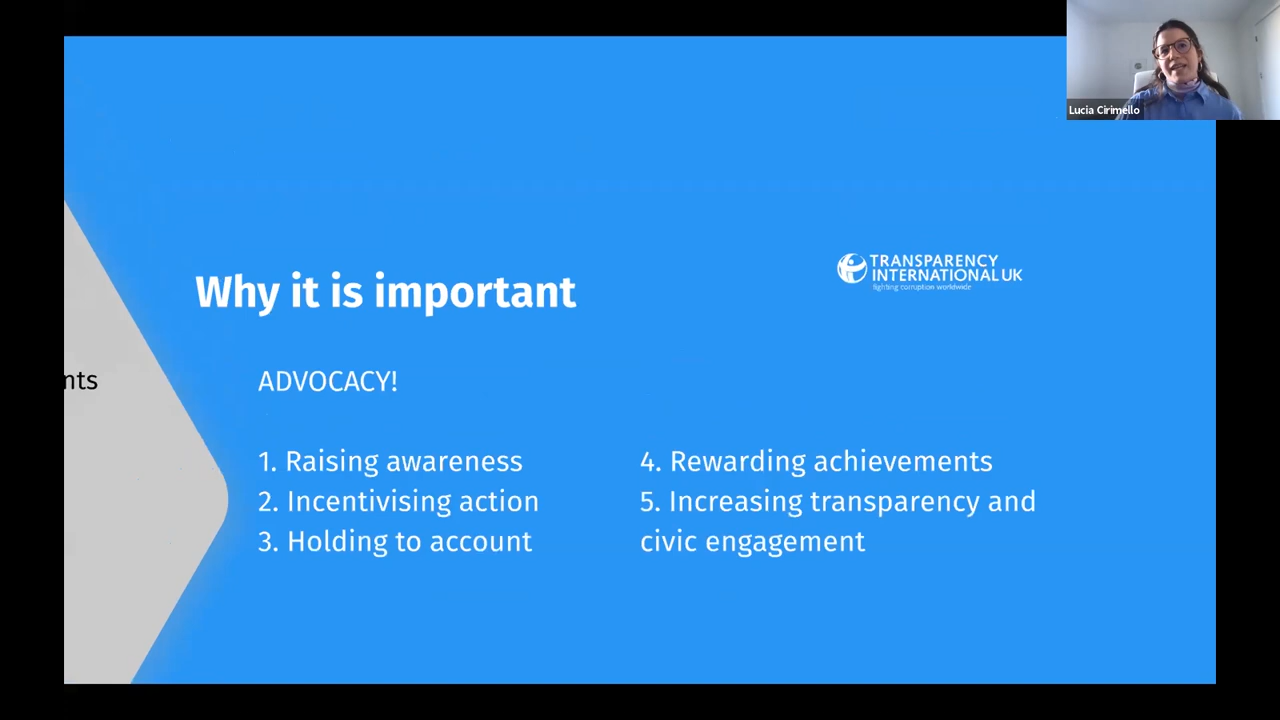 Lucia Cirimello
TRANSPARENCY
INTERNATIONAL UK
fighting corruption worldwide
Why it is important
nts
ADVOCACY!
1. Raising awareness
2. Incentivising action
3. Holding to account
4. Rewarding achievements
5. Increasing transparency and
civic engagement